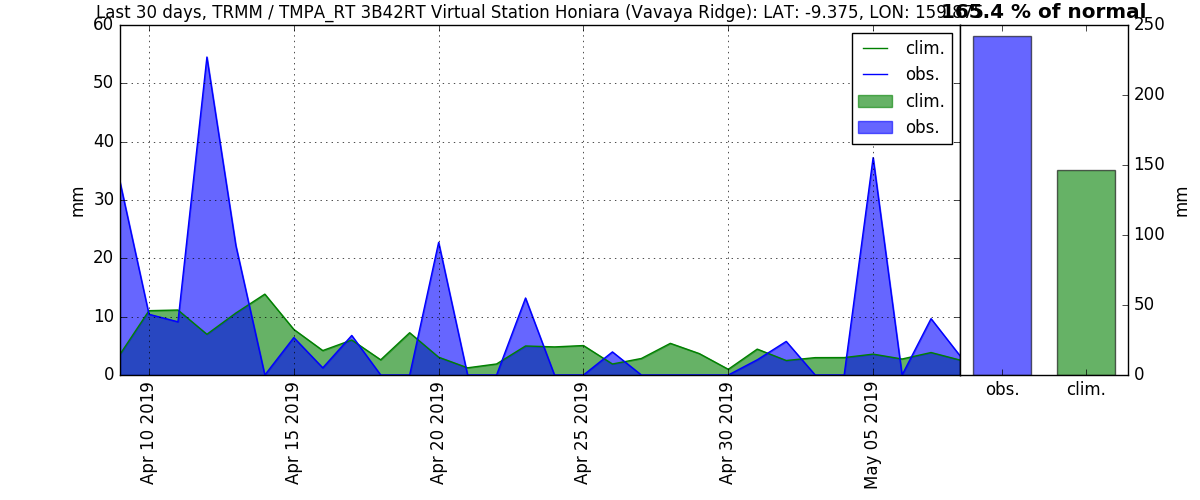 Last 30 days, TRMM / TMPA_RT 3B42RT Virtual Station Honiara (Vavaya Ridge): LAT: -9.375, LON:
165.4 % of normal
60
50
40
30
20
10
0
mm
clim.
obs.
clim.
obs.
Apr 10 2019
Apr 15 2019
Apr 20 2019
Apr 25 2019
Apr 30 2019
May 05 2019
250
200
150
100
50
0
mm
obs.
clim.